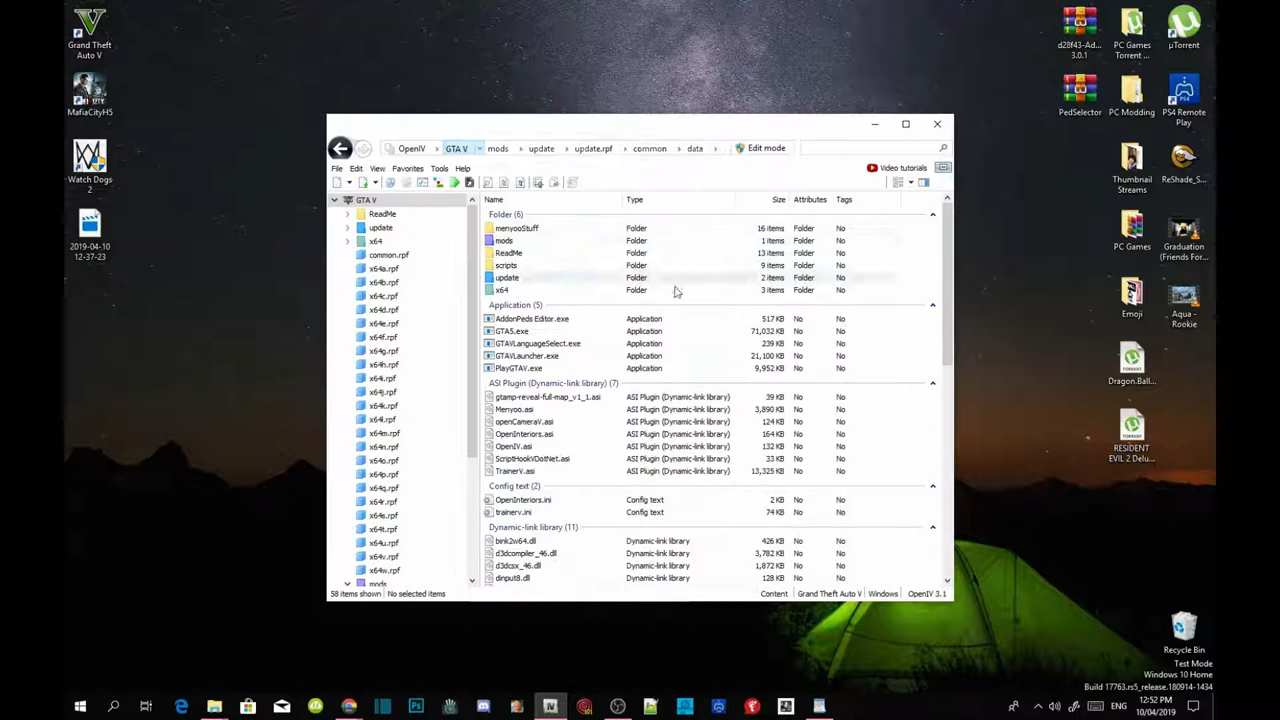 Grand Theft
Auto V
MafiaCityH5
Watch Dogs
2
2019-04-10
12-37-23
d28f43-Ad...
3.0.1
PC Games
Torrent ...
µTorrent
PedSelector
PC Modding
PS4 Remote
Play
Thumbnail
Streams
ReShade_S...
PC Games
Graduation
(Friends For...
Emoji
Aqua -
Rookie
Dragon.Ball...
RESIDENT
EVIL 2 Delu...
Recycle Bin
OpenIV GTA V mods update update.rpf common data Edit mode
File Edit View Favorites Tools Help Video tutorials
GTA V
ReadMe
update
x64
common.rpf
x64a.rpf
x64b.rpf
x64c.rpf
x64d.rpf
x64e.rpf
x64f.rpf
x64g.rpf
x64h.rpf
x64i.rpf
x64j.rpf
x64k.rpf
x64l.rpf
x64m.rpf
x64n.rpf
x64o.rpf
x64p.rpf
x64q.rpf
x64r.rpf
x64s.rpf
x64t.rpf
x64u.rpf
x64v.rpf
x64w.rpf
mods
Name Type Size Attributes Tags
Folder (6)
menyooStuff Folder 16 items Folder No
mods Folder 1 items Folder No
ReadMe Folder 13 items Folder No
scripts Folder 9 items Folder No
update Folder 2 items Folder No
x64 Folder 3 items Folder No
Application (5)
AddonPeds Editor.exe Application 517 KB No No
GTA5.exe Application 71,032 KB No No
GTAVLanguageSelect.exe Application 239 KB No No
GTAVLauncher.exe Application 21,100 KB No No
PlayGTAV.exe Application 9,952 KB No No
ASI Plugin (Dynamic-link library) (7)
gtamp-reveal-full-map_v1_1.asi ASI Plugin (Dynamic-link library) 39 KB No No
Menyoo.asi ASI Plugin (Dynamic-link library) 3,890 KB No No
openCameraV.asi ASI Plugin (Dynamic-link library) 124 KB No No
OpenInteriors.asi ASI Plugin (Dynamic-link library) 164 KB No No
OpenIV.asi ASI Plugin (Dynamic-link library) 132 KB No No
ScriptHookVDotNet.asi ASI Plugin (Dynamic-link library) 33 KB No No
TrainerV.asi ASI Plugin (Dynamic-link library) 13,325 KB No No
Config text (2)
OpenInteriors.ini Config text 2 KB No No
trainerv.ini Config text 74 KB No No
Dynamic-link library (11)
bink2w64.dll Dynamic-link library 426 KB No No
d3dcompiler_46.dll Dynamic-link library 3,782 KB No No
d3dcsx_46.dll Dynamic-link library 1,872 KB No No
dinput8.dll Dynamic-link library 128 KB No No
58 items shown No selected items Content Grand Theft Auto V Windows OpenIV 3.1
Test Mode
Windows 10 Home
Build 17763.rs5_release.180914-1434
12:52 PM
10/04/2019